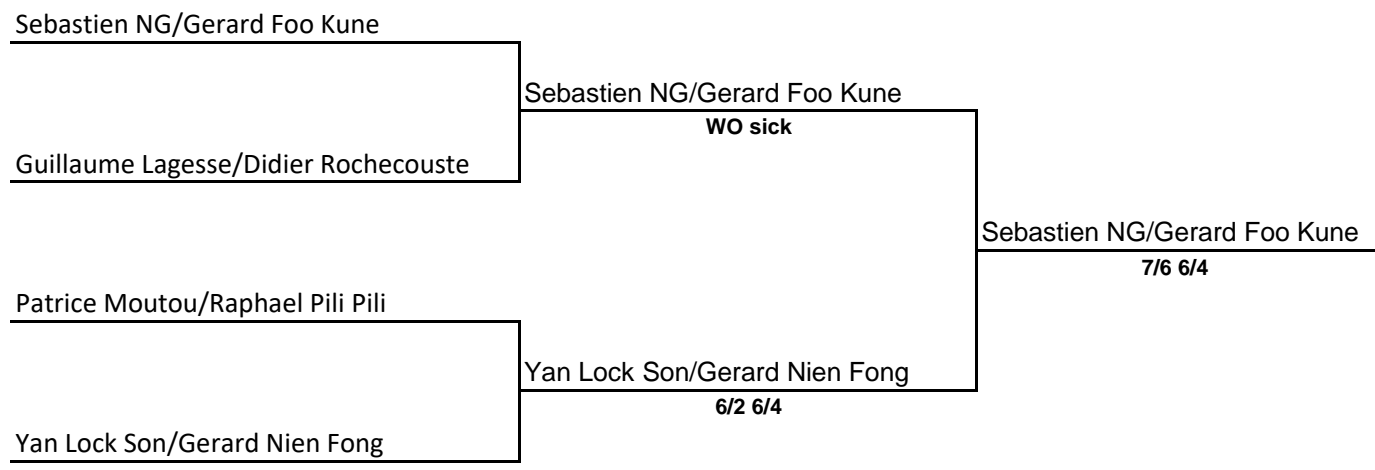 Sebastien NG/Gerard Foo Kune
Sebastien NG/Gerard Foo Kune
WO sick
Guillaume Lagesse/Didier Rochecouste
Sebastien NG/Gerard Foo Kune
7/6 6/4
Patrice Moutou/Raphael Pili Pili
Yan Lock Son/Gerard Nien Fong
6/2 6/4
Yan Lock Son/Gerard Nien Fong